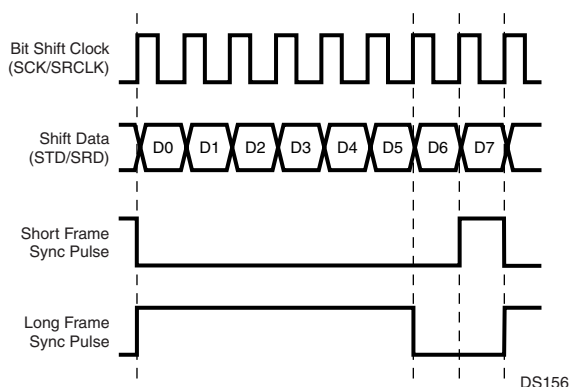 Bit Shift Clock
(SCK/SRCLK)
Shift Data
(STD/SRD)
D0 D1 D2 D3 D4 D5 D6 D7
Short Frame
Sync Pulse
Long Frame
Sync Pulse
DS156